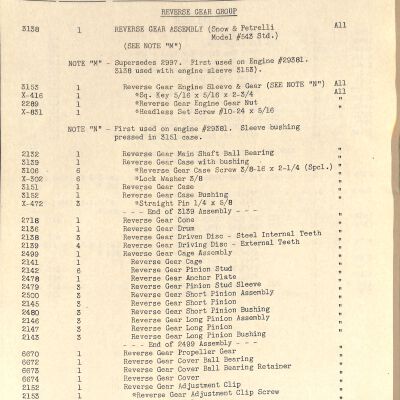 REVERSE GEAR GROUP
3138 1 REVERSE GEAR ASSEMBLY (Snow & Petrelli All
Model #543 Std.)
(SEE NOTE "M")
NOTE "M" - Supersedes 2997. First used on Engine #29381.
3138 used with engine sleeve 3153).
3153 1 Reverse Gear Engine Sleeve & Gear (SEE NOTE "N") All
X-416 1 *Sq. Key 5/16 x 5/16 x 2-3/4 All
2289 1 *Reverse Gear Engine Gear Nut "
X-831 1 *Headless Set Screw #10-24 x 5/16 "
NOTE "N" - First used on engine #29381. Sleeve bushing
pressed in 3151 case.
2132 1 Reverse Gear Main Shaft Ball Bearing "
3139 1 Reverse Gear Case with bushing "
3106 6 *Reverse Gear Case Screw 3/8-16 x 2-1/4 (Spcl.) "
X-302 6 *Lock Washer 3/8 "
3151 1 Reverse Gear Case "
3152 1 Reverse Gear Case Bushing "
X-472 3 *Straight Pin 1/4 x 5/8 "
- - - End of 3139 Assembly - - -
2718 1 Reverse Gear Cone "
2136 1 Reverse Gear Drum "
2138 3 Reverse Gear Driven Disc - Steel Internal Teeth "
2139 4 Reverse Gear Driving Disc - External Teeth "
2499 1 Reverse Gear Cage Assembly "
2141 1 Reverse Gear Cage "
2142 6 Reverse Gear Pinion Stud "
2478 1 Reverse Gear Anchor Plate "
2479 3 Reverse Gear Pinion Stud Sleeve "
2500 3 Reverse Gear Short Pinion Assembly "
2145 3 Reverse Gear Short Pinion "
2480 3 Reverse Gear Short Pinion Bushing "
2146 3 Reverse Gear Long Pinion Assembly "
2147 3 Reverse Gear Long Pinion "
2143 3 Reverse Gear Long Pinion Bushing "
- - - End of 2499 Assembly - - -
6670 1 Reverse Gear Propeller Gear "
6672 1 Reverse Gear Cover Ball Bearing "
6673 1 Reverse Gear Cover Ball Bearing Retainer "
6674 1 Reverse Gear Cover "
2152 1 Reverse Gear Adjustment Clip "
2153 1 *Reverse Gear Adjustment Clip Screw "